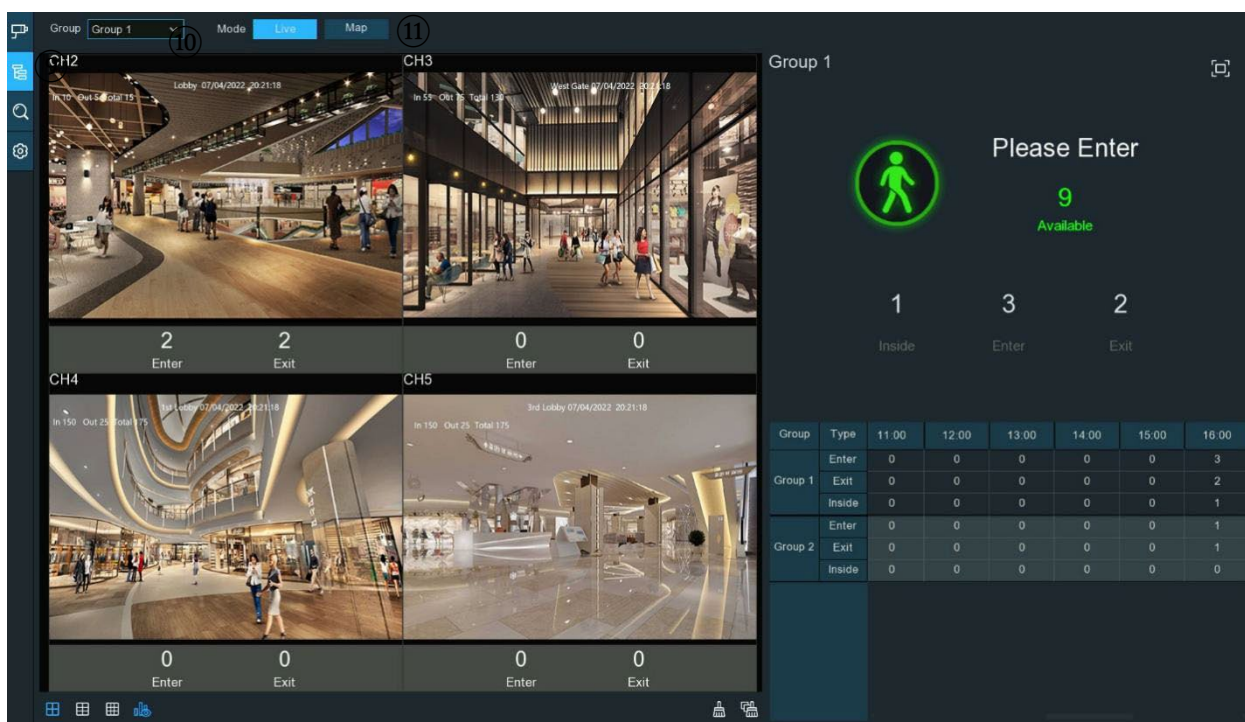 Group Group 1 Mode Live Map ⑪
⑩
CH2
Lobby 07/04/2022 20:21:18
In 10 Out 5 Total 15
2 2
Enter Exit
CH3
West Gate 07/04/2022 20:21:18
In 55 Out 75 Total 130
0 0
Enter Exit
CH4
1st Lobby 07/04/2022 20:21:18
In 150 Out 25 Total 175
0 0
Enter Exit
CH5
3rd Lobby 07/04/2022 20:21:18
In 150 Out 25 Total 175
0 0
Enter Exit
Group 1
Please Enter
9
Available
1 3 2
Inside Enter Exit
Group Type 11:00 12:00 13:00 14:00 15:00 16:00
Group 1
Enter 0 0 0 0 0 3
Exit 0 0 0 0 0 2
Inside 0 0 0 0 0 1
Group 2
Enter 0 0 0 0 0 1
Exit 0 0 0 0 0 1
Inside 0 0 0 0 0 0